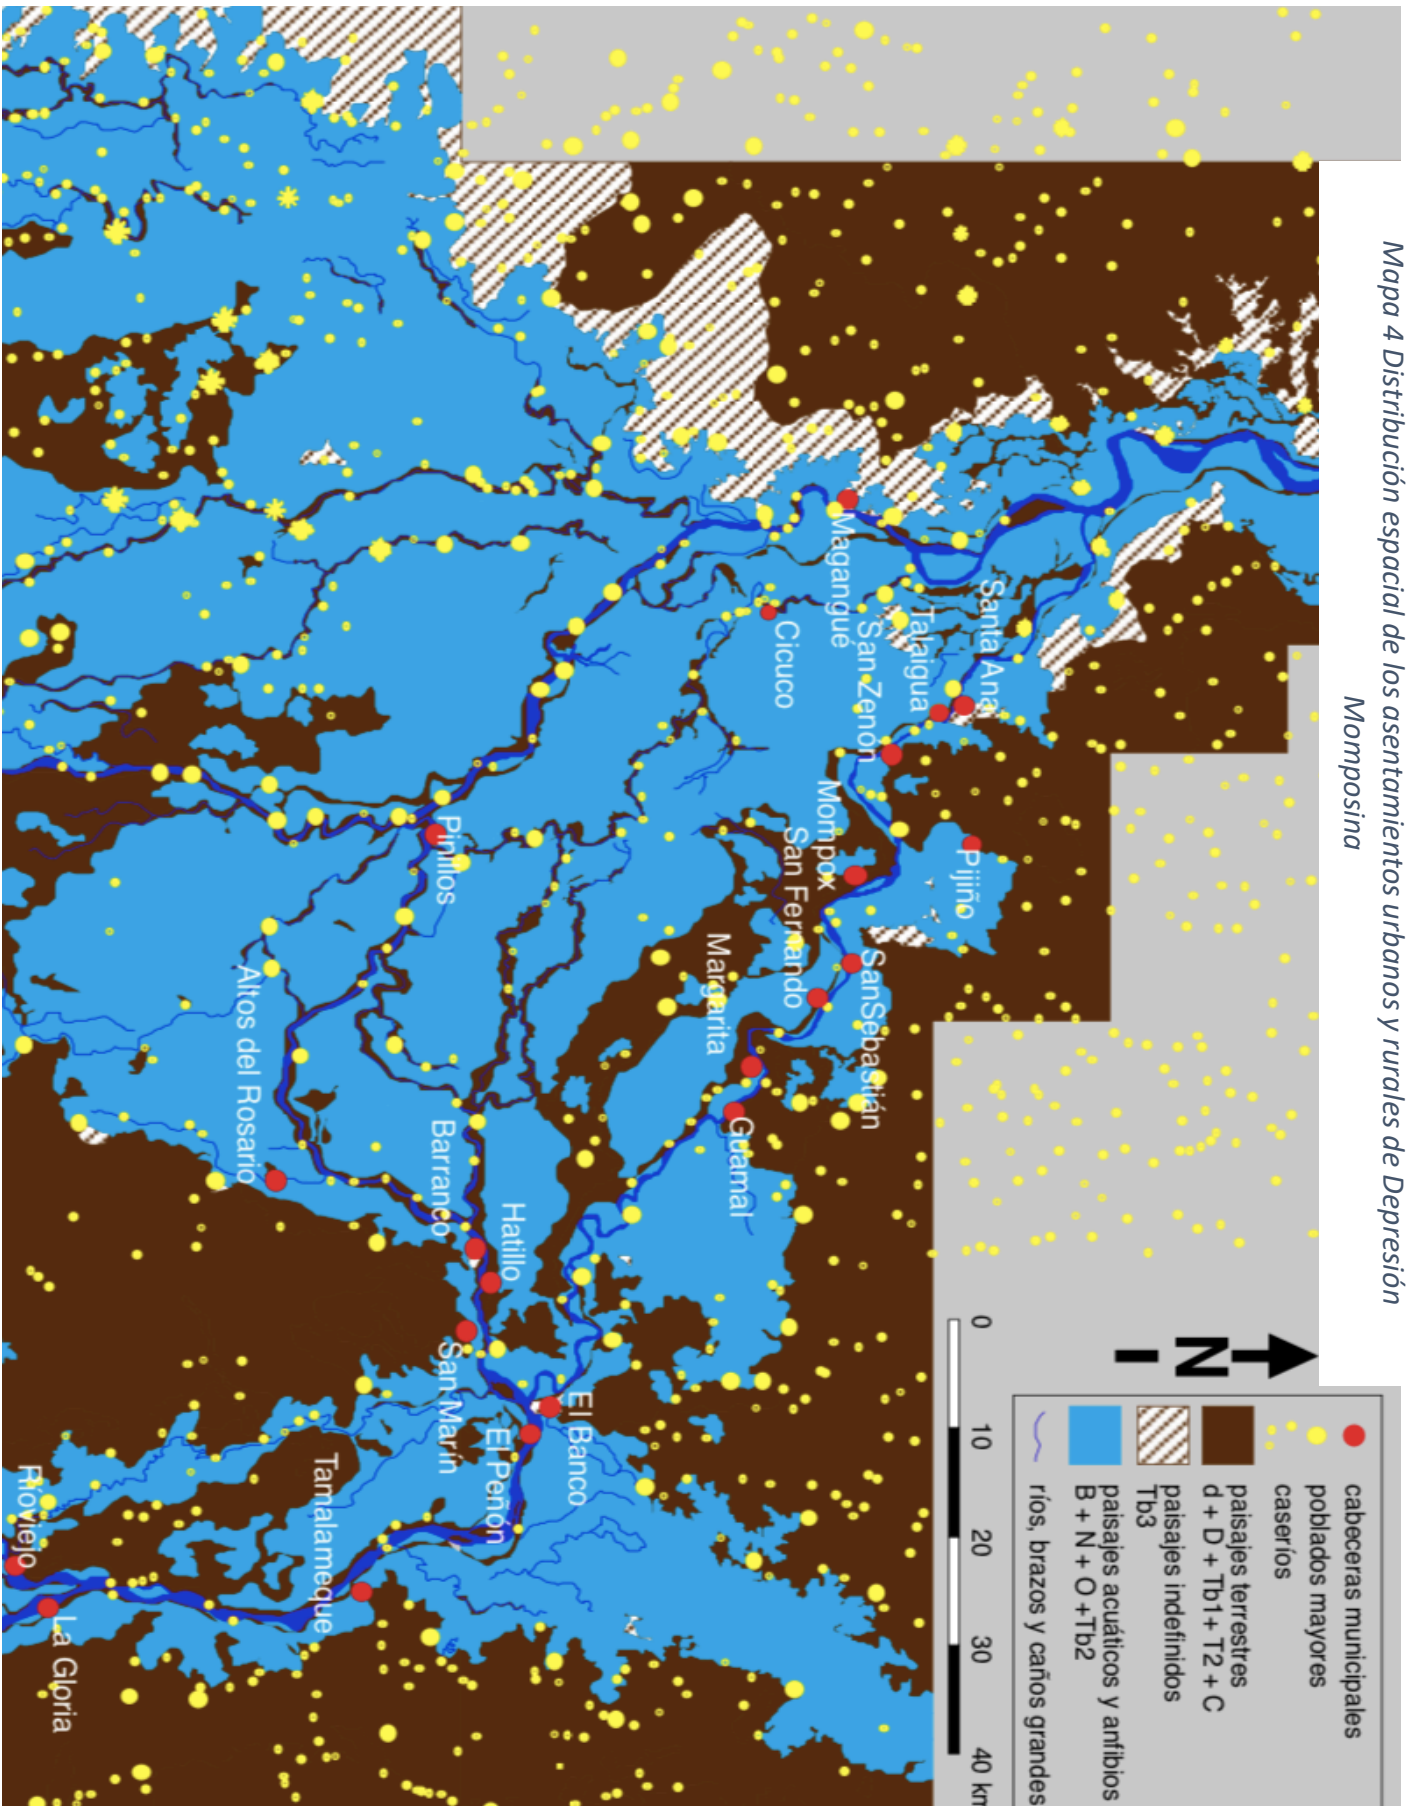 Mapa 4 Distribución espacial de los asentamientos urbanos y rurales de Depresión
Momposina
N
cabeceras municipales
poblados mayores
caseríos
paisajes terrestres
d + D + Tb1+ T2 + C
paisajes indefinidos
Tb3
paisajes acuáticos y anfibios
B + N + O +Tb2
ríos, brazos y caños grandes
0
10
20
30
40 km
Santa Ana
Talaigua
San Zenón
Magangué
Cicuco
Pijiño
Mompox
San Fernando
SanSebastián
Margarita
Guamal
Pinillos
Altos del Rosario
Barranco
Hatillo
San Marín
El Banco
El Peñón
Tamalameque
Ríoviejo
La Gloria